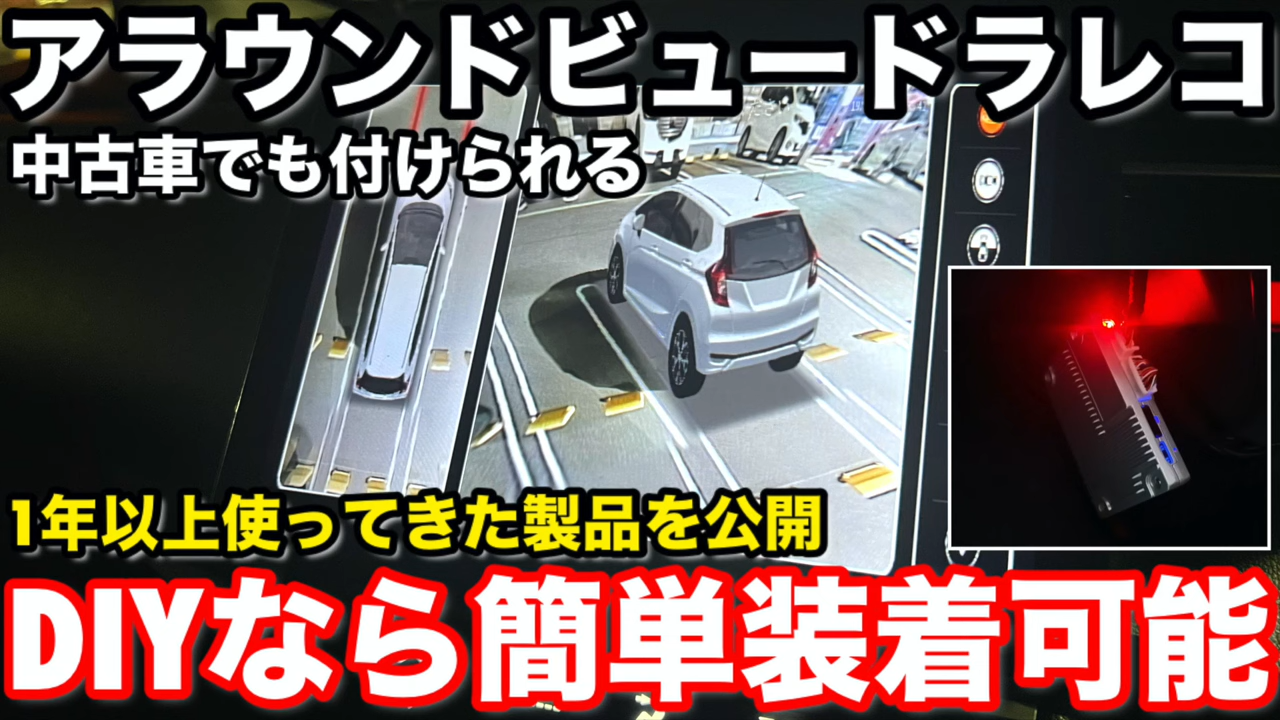 アラウンドビュードラレコ
中古車でも付けられる
1年以上使ってきた製品を公開
DIYなら簡単装着可能